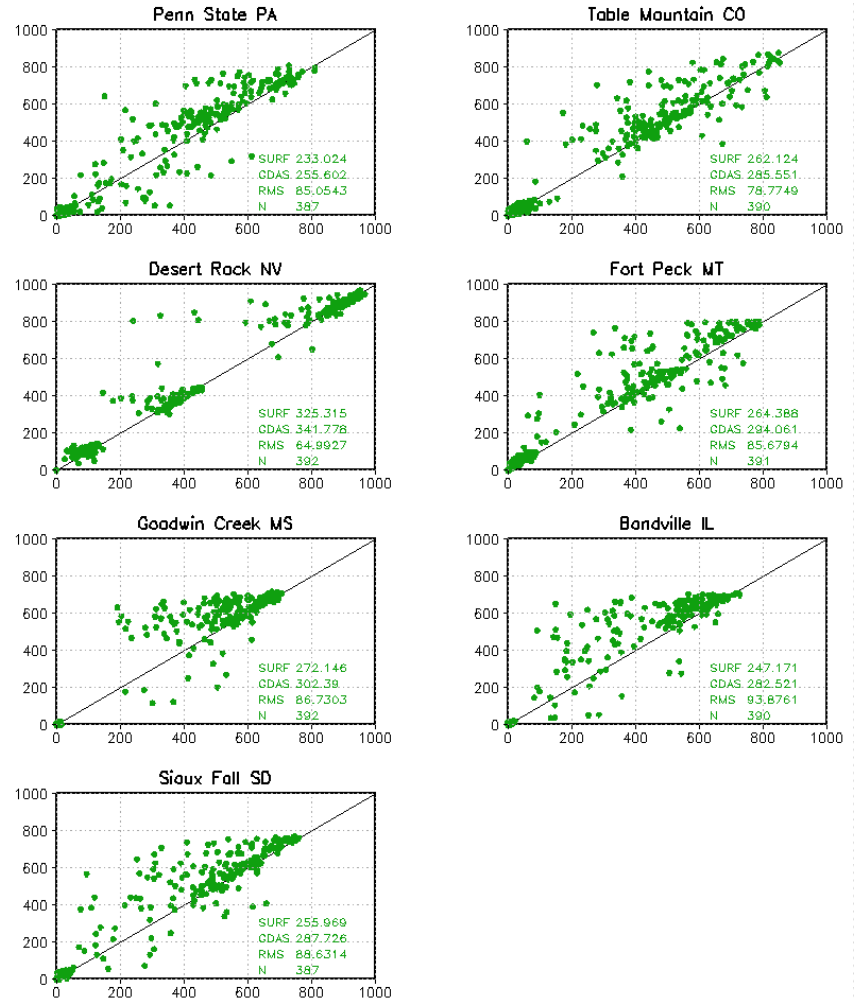 Penn State PA
1000
800
600
400
200
0
0 200 400 600 800 1000
SURF 233.024
GDAS 255.602
RMS 85.0543
N 387
Table Mountain CO
1000
800
600
400
200
0
0 200 400 600 800 1000
SURF 262.124
GDAS 285.551
RMS 78.7749
N 390
Desert Rock NV
1000
800
600
400
200
0
0 200 400 600 800 1000
SURF 325.315
GDAS 341.778
RMS 64.9927
N 392
Fort Peck MT
1000
800
600
400
200
0
0 200 400 600 800 1000
SURF 264.388
GDAS 294.061
RMS 85.6794
N 391
Goodwin Creek MS
1000
800
600
400
200
0
0 200 400 600 800 1000
SURF 272.146
GDAS 302.39
RMS 86.7303
N 392
Bondville IL
1000
800
600
400
200
0
0 200 400 600 800 1000
SURF 247.171
GDAS 282.521
RMS 93.8761
N 390
Sioux Fall SD
1000
800
600
400
200
0
0 200 400 600 800 1000
SURF 255.969
GDAS 287.726
RMS 88.6314
N 387